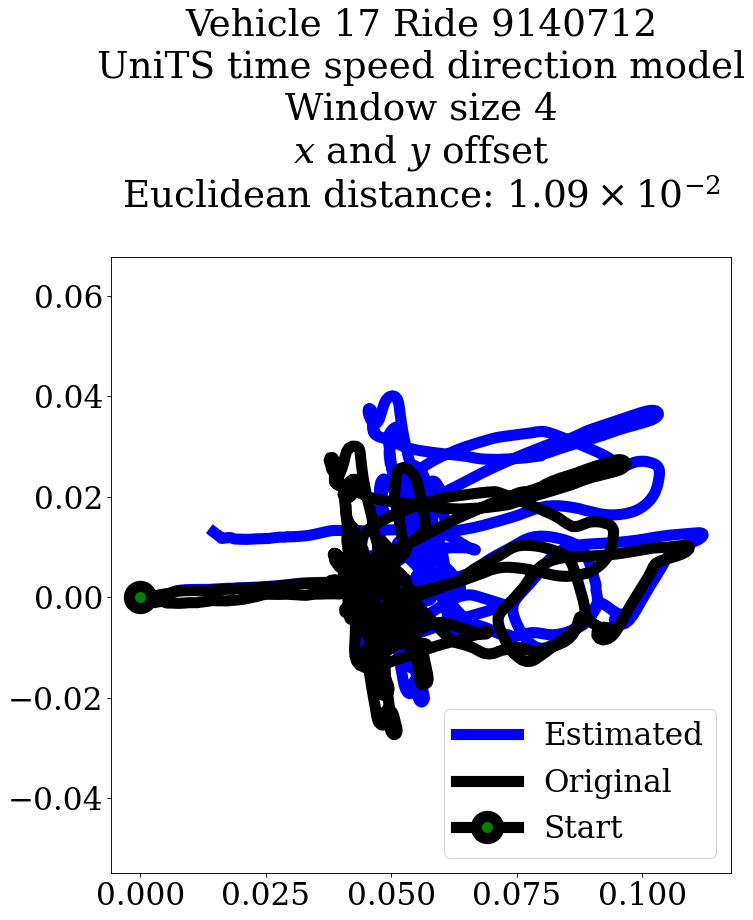 Vehicle 17 Ride 9140712
UniTS time speed direction model
Window size 4
x and y offset
Euclidean distance: 1.09 × 10⁻²
0.06
0.04
0.02
0.00
−0.02
−0.04
Estimated
Original
Start
0.000 0.025 0.050 0.075 0.100